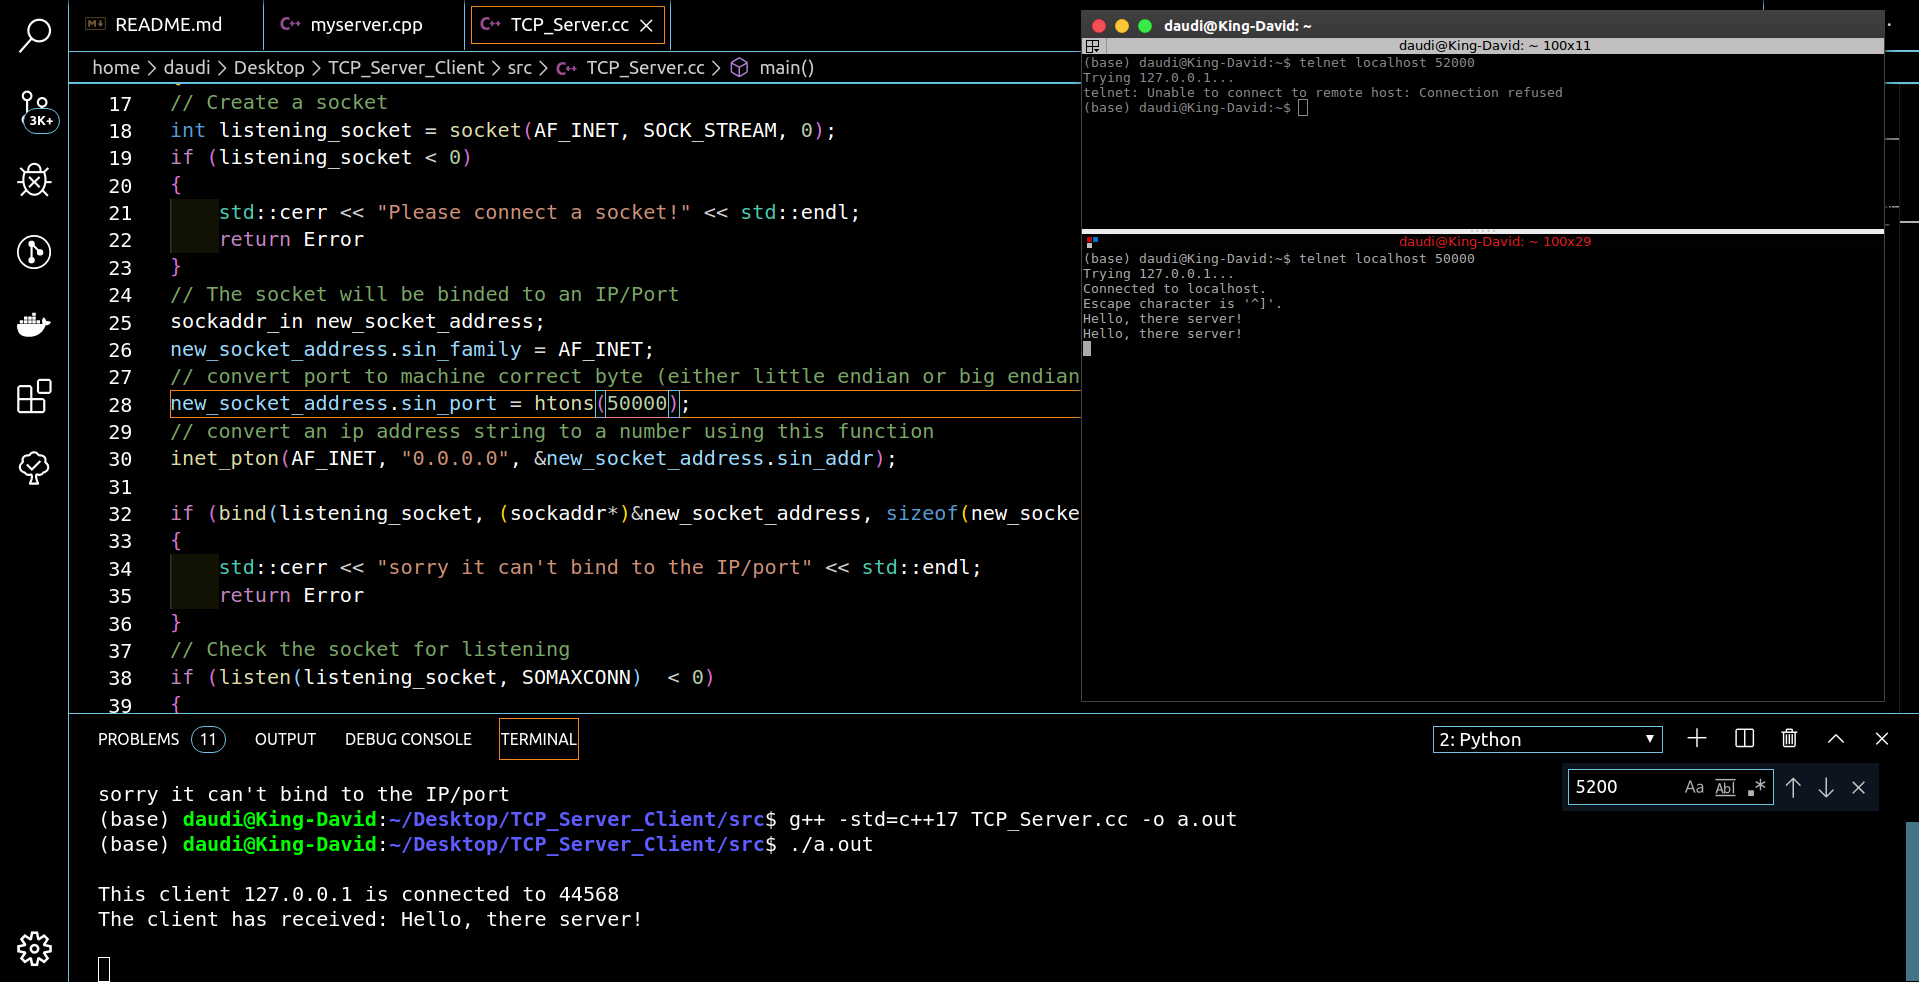 README.md
C++ myserver.cpp
C++ TCP_Server.cc
home > daudi > Desktop > TCP_Server_Client > src > C++ TCP_Server.cc > main()
3K+
17 // Create a socket
18 int listening_socket = socket(AF_INET, SOCK_STREAM, 0);
19 if (listening_socket < 0)
20 {
21 std::cerr << "Please connect a socket!" << std::endl;
22 return Error
23 }
24 // The socket will be binded to an IP/Port
25 sockaddr_in new_socket_address;
26 new_socket_address.sin_family = AF_INET;
27 // convert port to machine correct byte (either little endian or big endian
28 new_socket_address.sin_port = htons(50000);
29 // convert an ip address string to a number using this function
30 inet_pton(AF_INET, "0.0.0.0", &new_socket_address.sin_addr);
31
32 if (bind(listening_socket, (sockaddr*)&new_socket_address, sizeof(new_socke
33 {
34 std::cerr << "sorry it can't bind to the IP/port" << std::endl;
35 return Error
36 }
37 // Check the socket for listening
38 if (listen(listening_socket, SOMAXCONN)  < 0)
39 {
daudi@King-David: ~
daudi@King-David: ~ 100x11
(base) daudi@King-David:~$ telnet localhost 52000
Trying 127.0.0.1...
telnet: Unable to connect to remote host: Connection refused
(base) daudi@King-David:~$
daudi@King-David: ~ 100x29
(base) daudi@King-David:~$ telnet localhost 50000
Trying 127.0.0.1...
Connected to localhost.
Escape character is '^]'.
Hello, there server!
Hello, there server!
PROBLEMS 11 OUTPUT DEBUG CONSOLE TERMINAL
2: Python
5200 Aa Abl .*
sorry it can't bind to the IP/port
(base) daudi@King-David:~/Desktop/TCP_Server_Client/src$ g++ -std=c++17 TCP_Server.cc -o a.out
(base) daudi@King-David:~/Desktop/TCP_Server_Client/src$ ./a.out
This client 127.0.0.1 is connected to 44568
The client has received: Hello, there server!